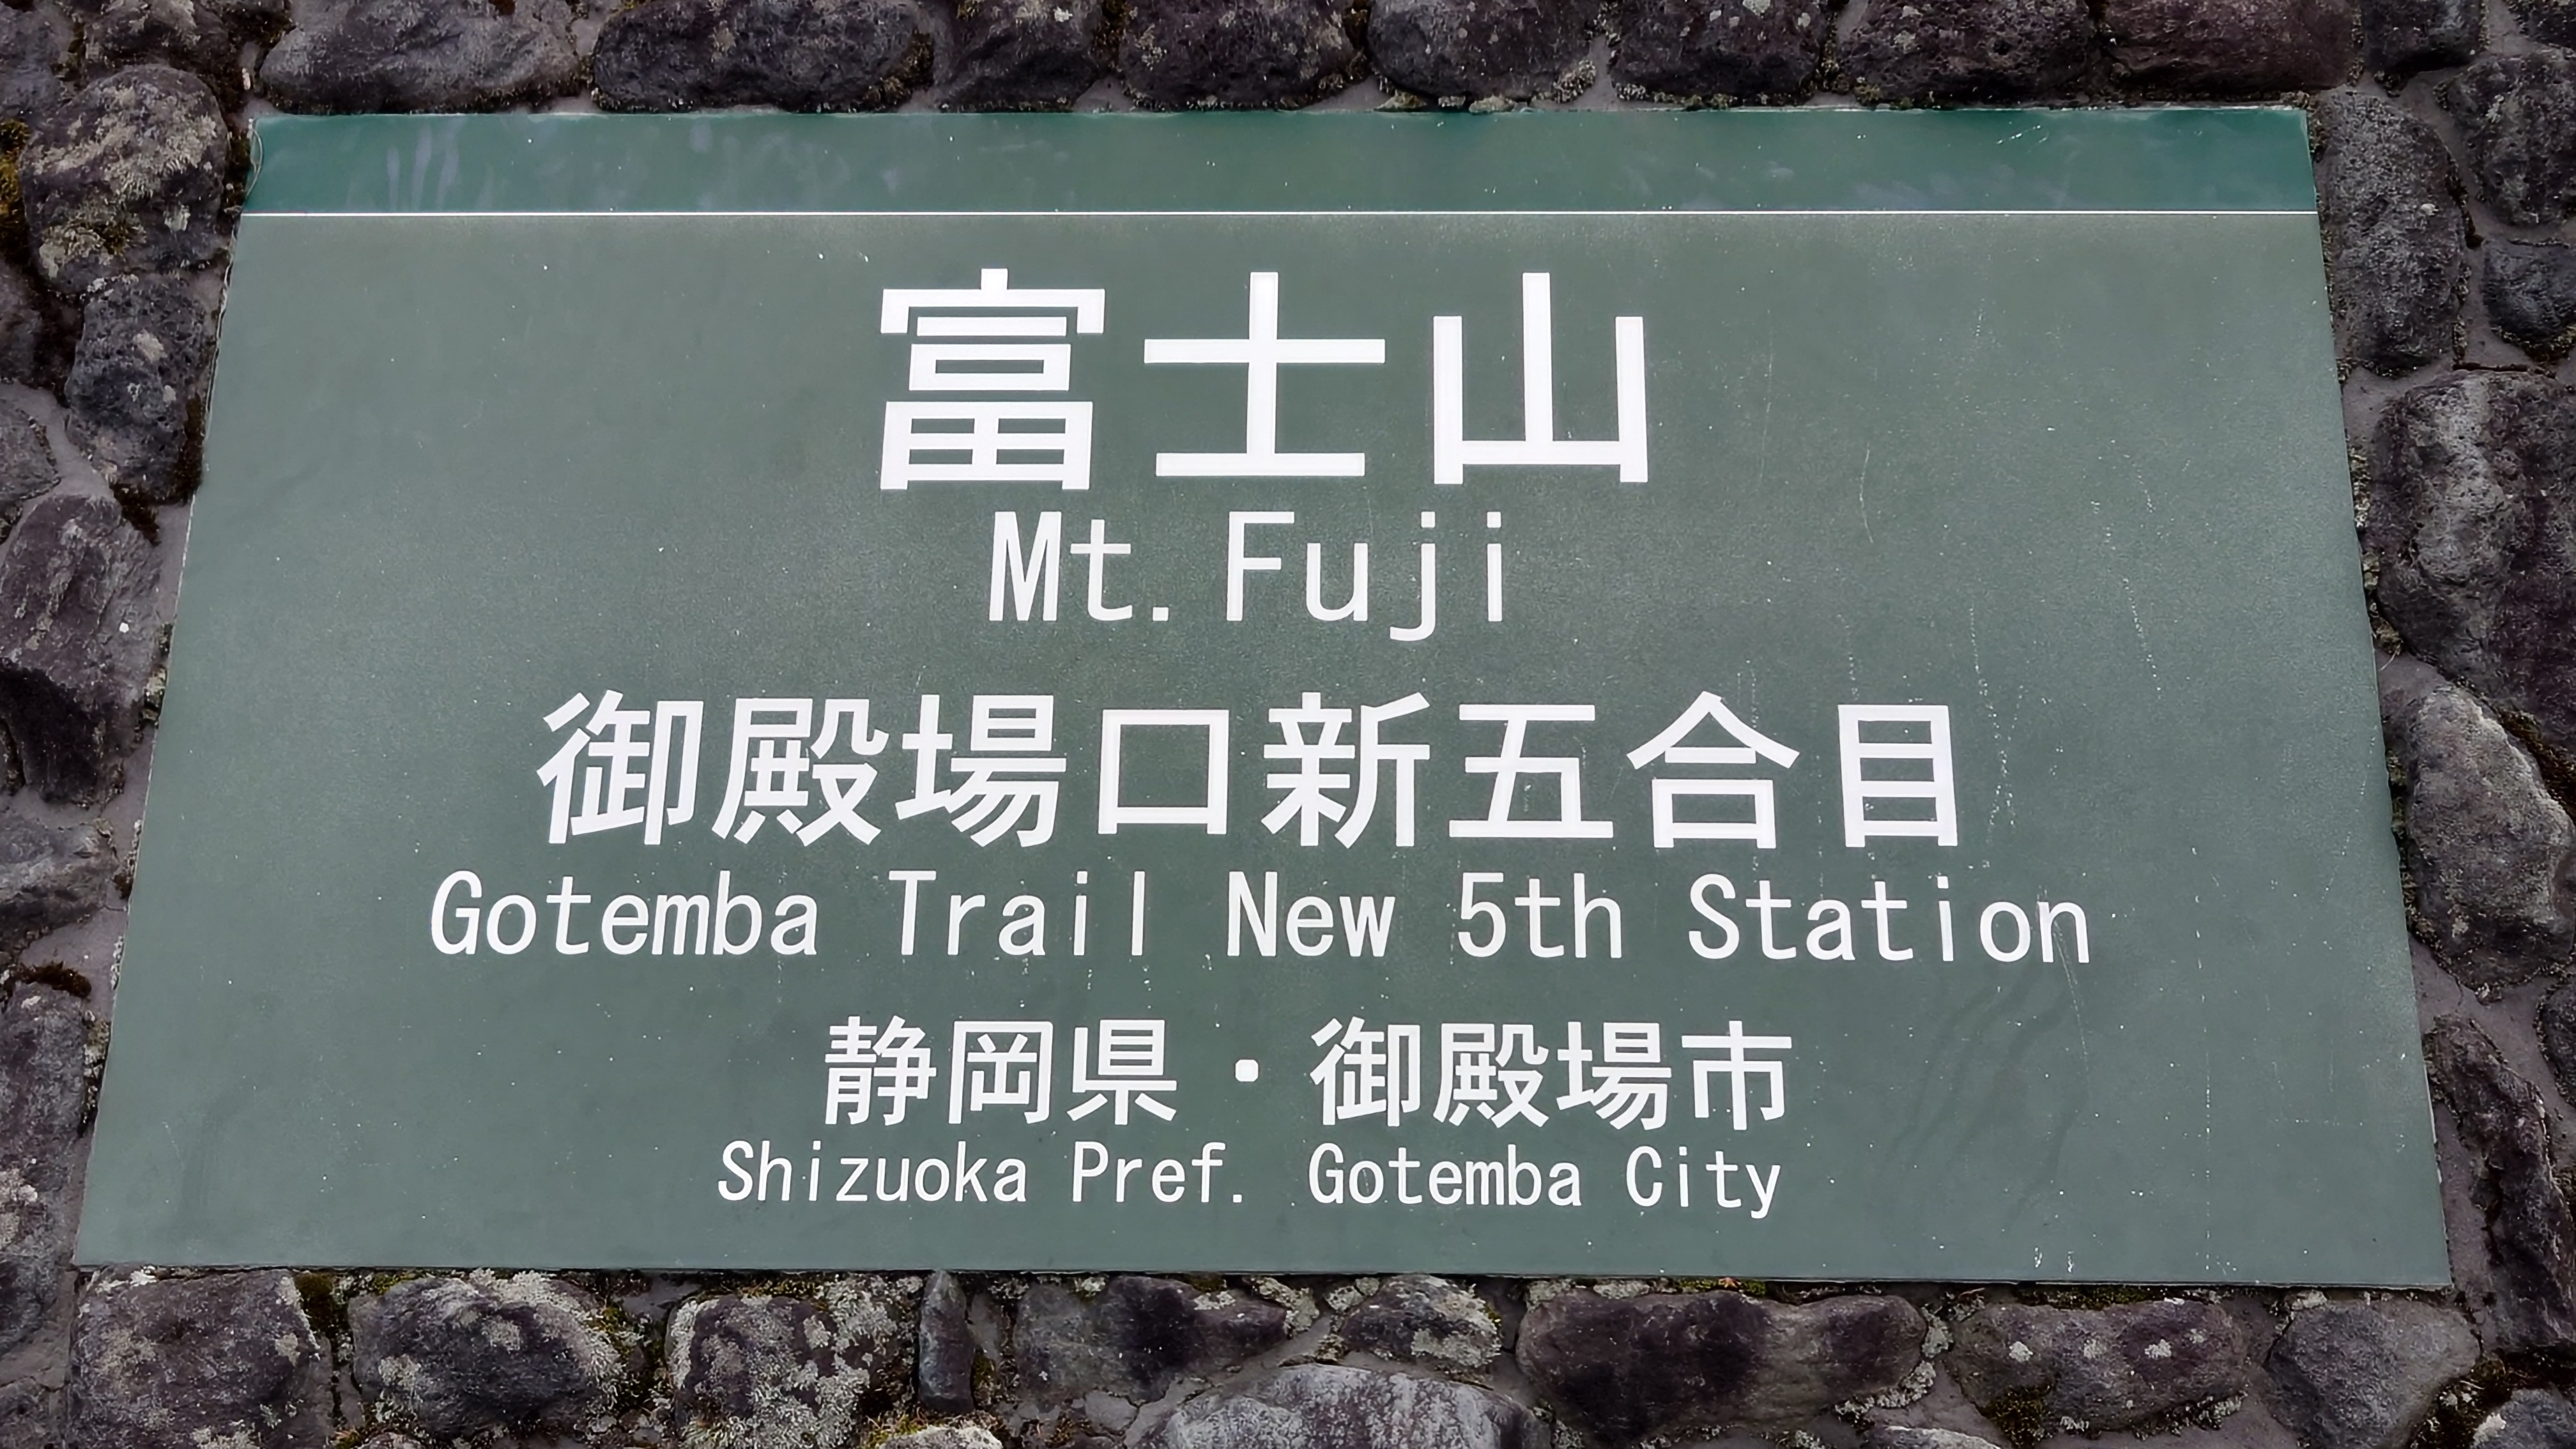 富士山
Mt.Fuji
御殿場口新五合目
Gotemba Trail New 5th Station
静岡県・御殿場市
Shizuoka Pref. Gotemba City